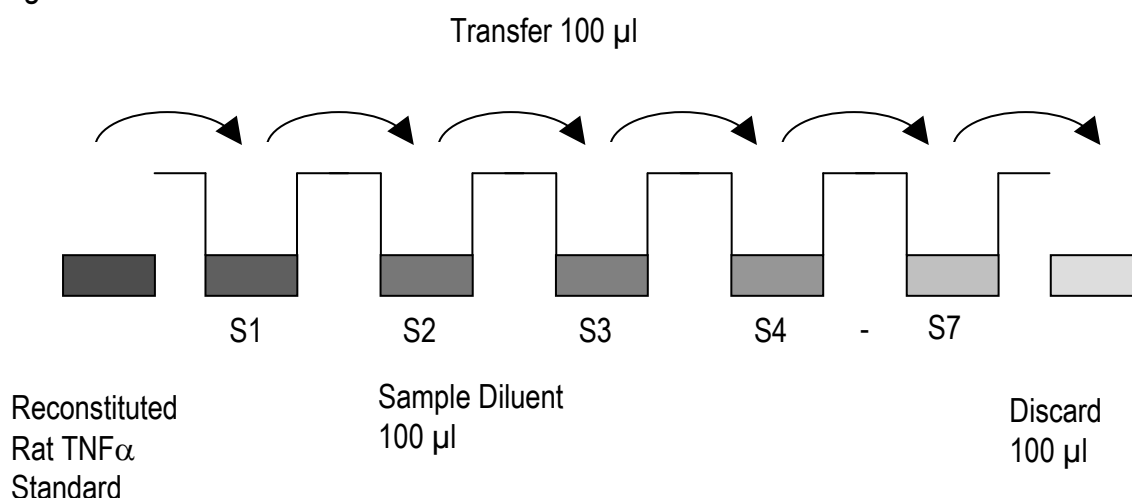 Transfer 100 µl
S1 S2 S3 S4 - S7
Reconstituted
Rat TNFα
Standard
Sample Diluent
100 µl
Discard
100 µl